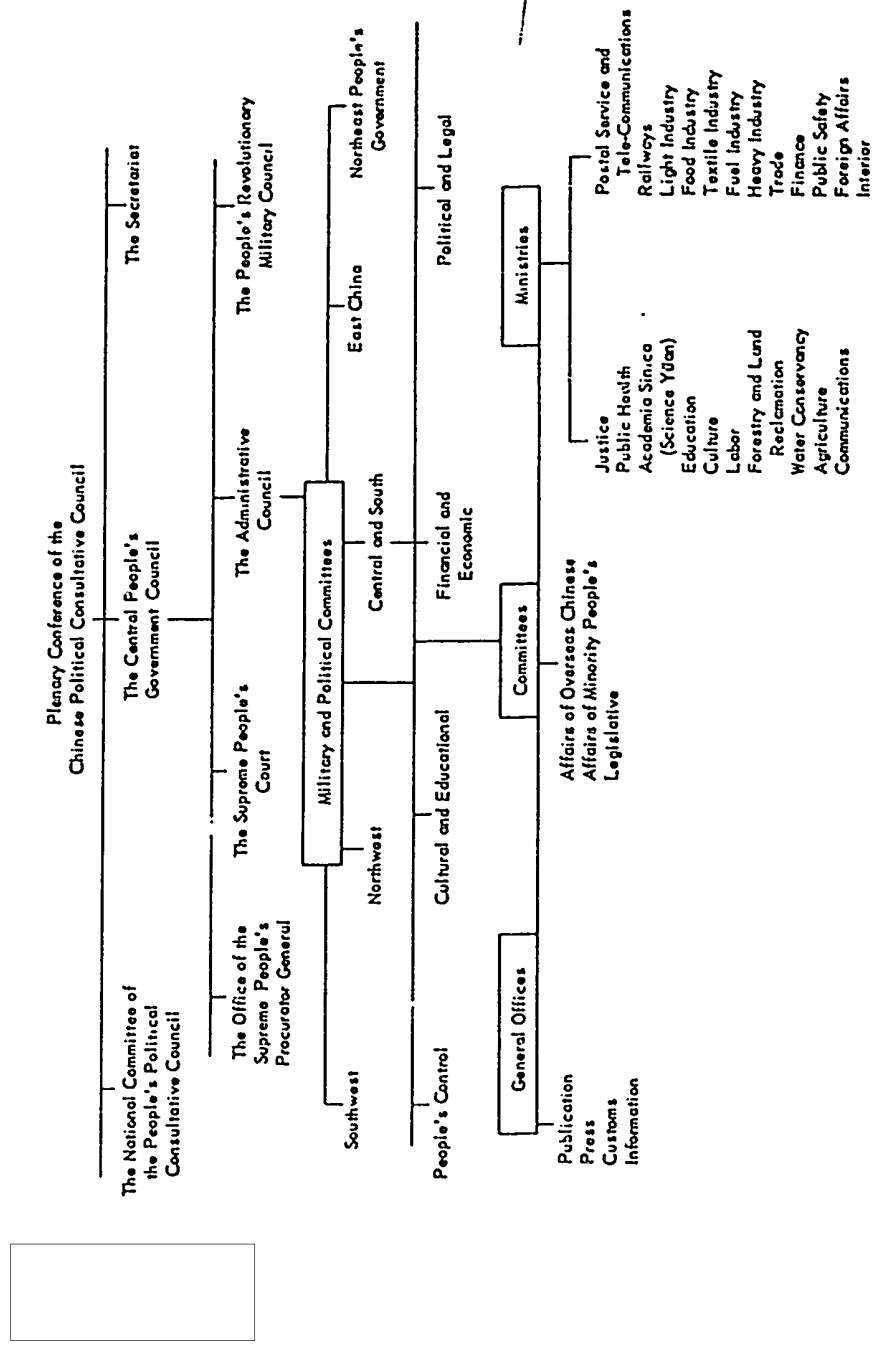 Plenary Conference of the
Chinese Political Consultative Council
The National Committee of
the People's Political
Consultative Council
The Central People's
Government Council
The Secretariat
The Office of the
Supreme People's
Procurator General
The Supreme People's
Court
The Administrative
Council
The People's Revolutionary
Military Council
Military and Political Committees
Southwest
Northwest
Central and South
East China
Northeast People's
Government
People's Control
Cultural and Educational
Financial and
Economic
Political and Legal
General Offices
Publication
Press
Customs
Information
Committees
Affairs of Overseas Chinese
Affairs of Minority People's
Legislative
Ministries
Justice
Public Health
Academia Sinica
(Science Yüan)
Education
Culture
Labor
Forestry and Land
Reclamation
Water Conservancy
Agriculture
Communications
Postal Service and
Tele-Communications
Railways
Light Industry
Food Industry
Textile Industry
Fuel Industry
Heavy Industry
Trade
Finance
Public Safety
Foreign Affairs
Interior